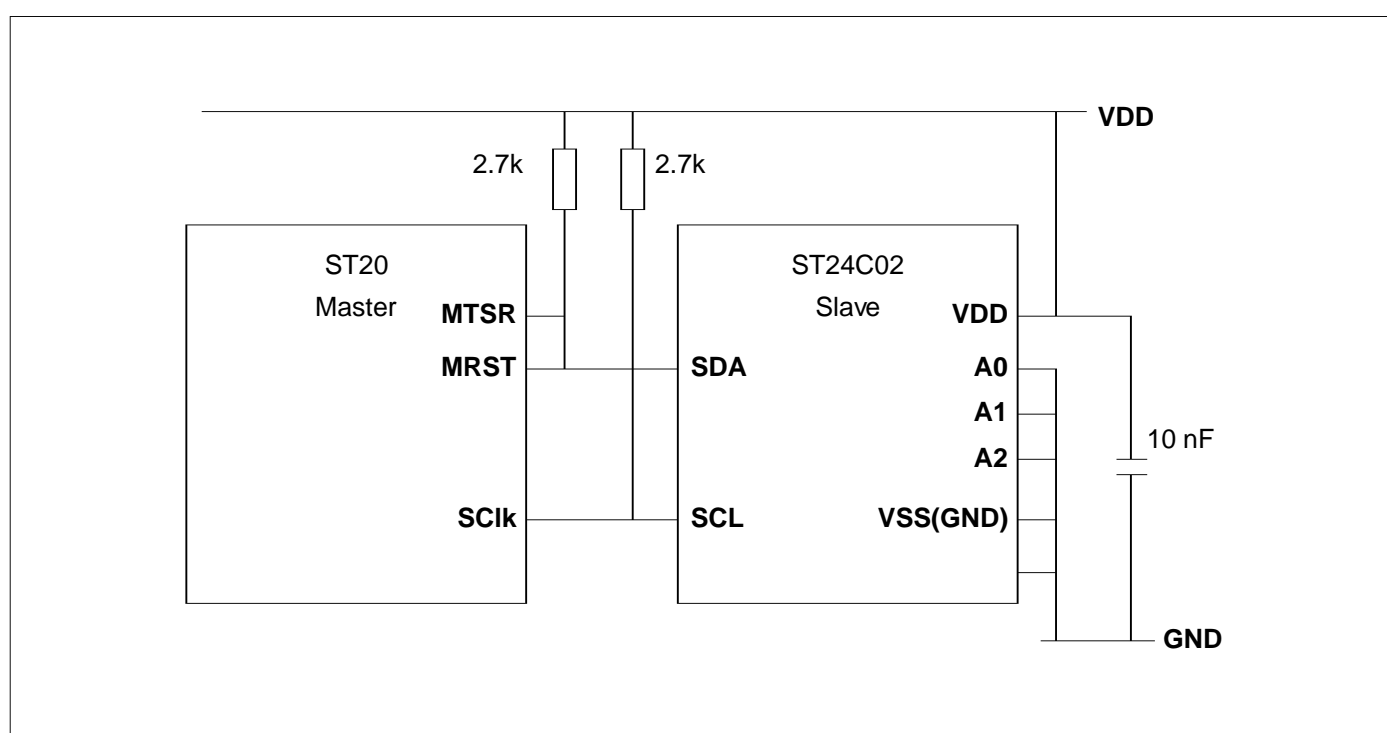 VDD
2.7k
2.7k
ST20
Master
MTSR
MRST
SClk
ST24C02
Slave
SDA
SCL
VDD
A0
A1
A2
VSS(GND)
10 nF
GND